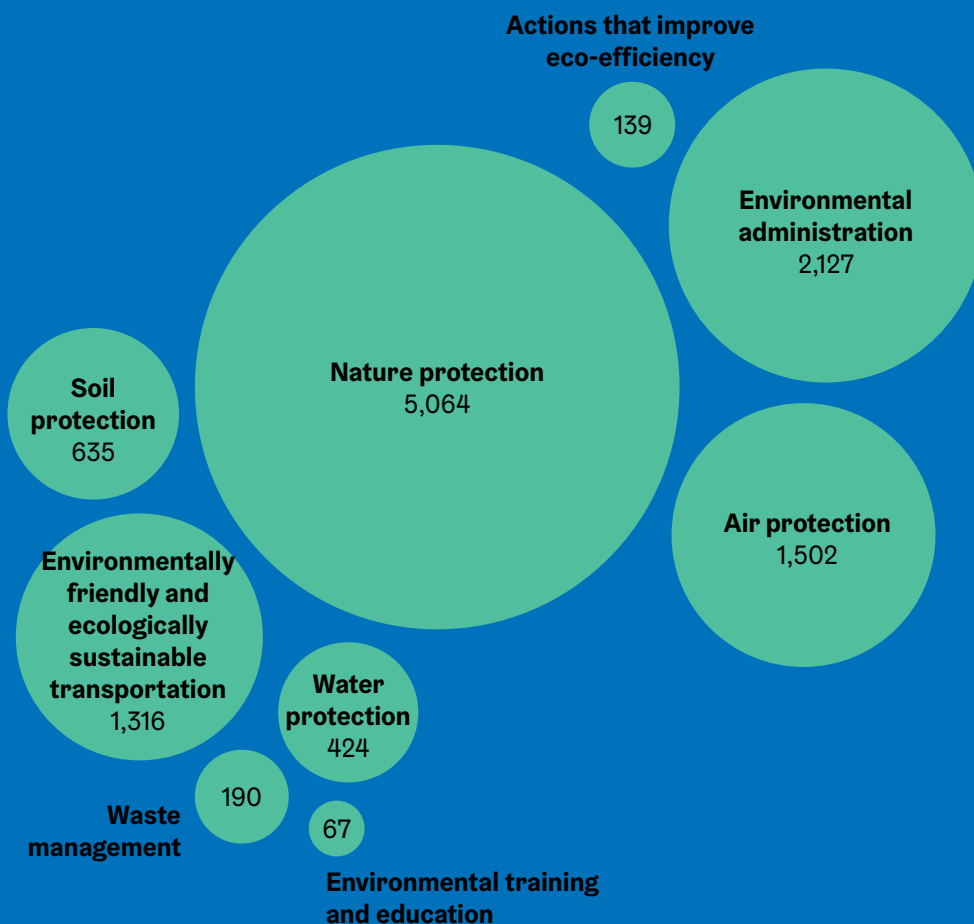 Actions that improve
eco-efficiency
139
Environmental
administration
2,127
Nature protection
5,064
Soil
protection
635
Air protection
1,502
Environmentally
friendly and
ecologically
sustainable
transportation
1,316
Water
protection
424
190
Waste
management
67
Environmental training
and education